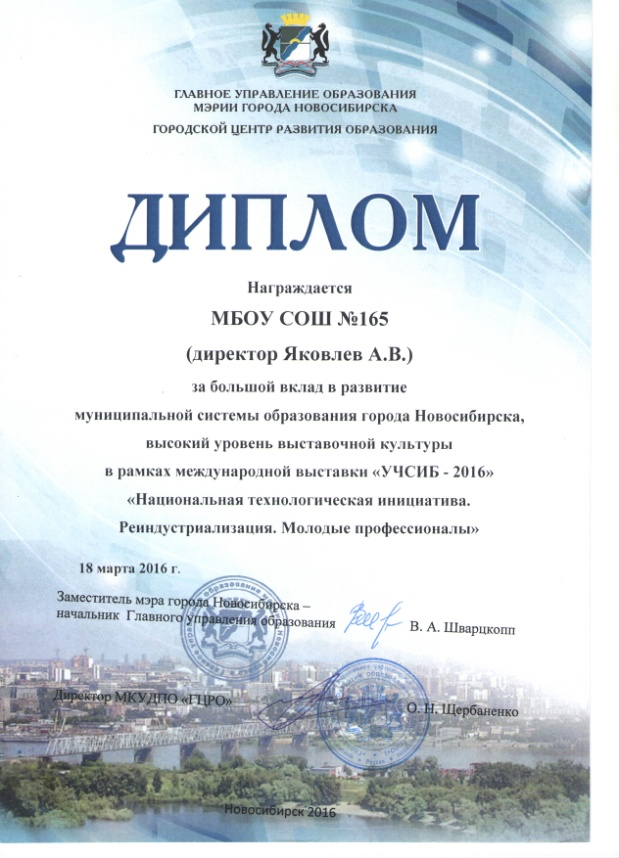 ГЛАВНОЕ УПРАВЛЕНИЕ ОБРАЗОВАНИЯ
МЭРИИ ГОРОДА НОВОСИБИРСКА
ГОРОДСКОЙ ЦЕНТР РАЗВИТИЯ ОБРАЗОВАНИЯ
ДИПЛОМ
Награждается
МБОУ СОШ №165
(директор Яковлев А.В.)
за большой вклад в развитие
муниципальной системы образования города Новосибирска,
высокий уровень выставочной культуры
в рамках международной выставки «УЧСИБ - 2016»
«Национальная технологическая инициатива.
Реиндустриализация. Молодые профессионалы»
18 марта 2016 г.
Заместитель мэра города Новосибирска –
начальник Главного управления образования В. А. Шварцкопп
Директор МКУДПО «ГЦРО» О. Н. Щербаненко
Новосибирск 2016